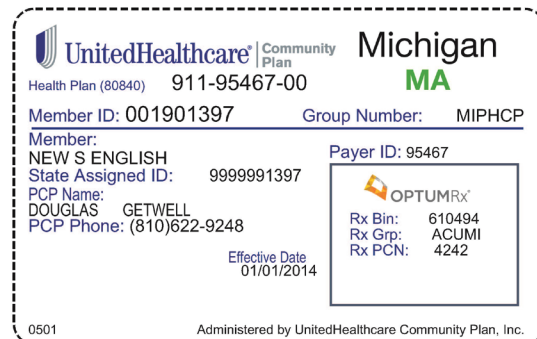 UnitedHealthcare® Community Plan
Michigan
MA
Health Plan (80840) 911-95467-00
Member ID: 001901397 Group Number: MIPHCP
Member:
NEW S ENGLISH
State Assigned ID: 9999991397
PCP Name:
DOUGLAS GETWELL
PCP Phone: (810)622-9248
Effective Date
01/01/2014
Payer ID: 95467
OPTUMRx®
Rx Bin: 610494
Rx Grp: ACUMI
Rx PCN: 4242
0501 Administered by UnitedHealthcare Community Plan, Inc.